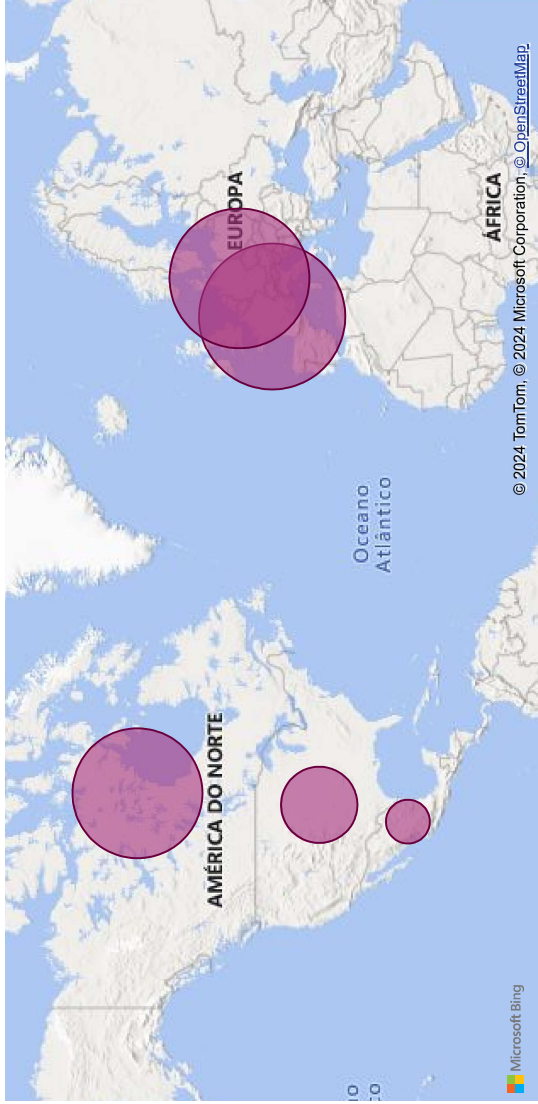 EUROPA
ÁFRICA
AMÉRICA DO NORTE
Oceano
Atlântico
Microsoft Bing
© 2024 TomTom, © 2024 Microsoft Corporation, © OpenStreetMap